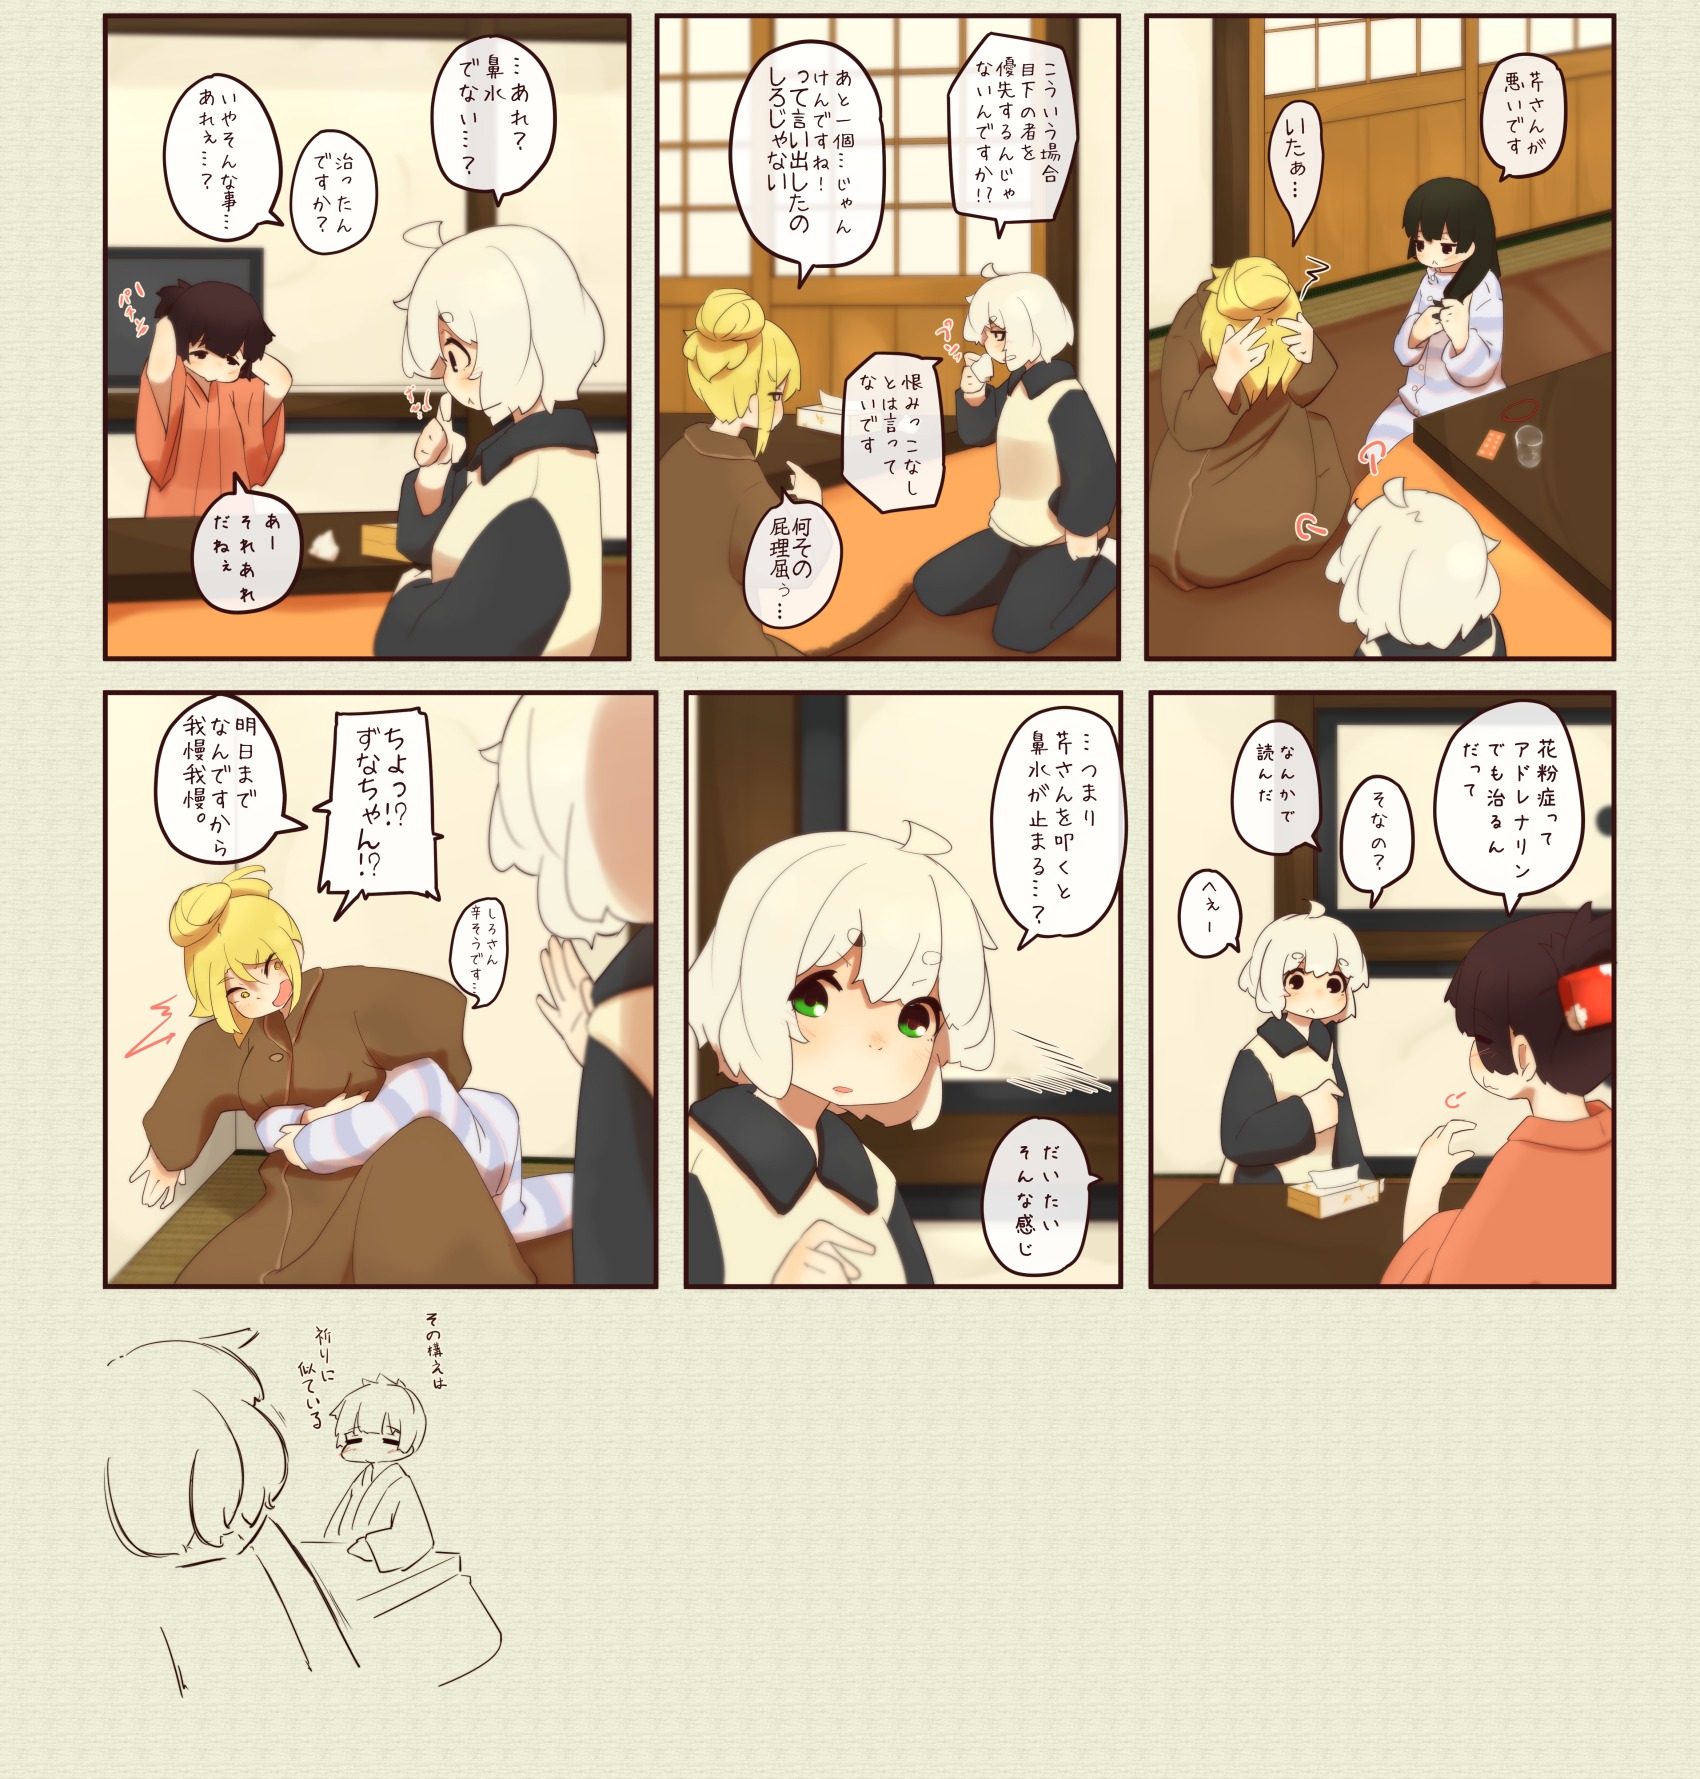 芹さんが
悪いです
いたぁ…
こういう場合
目下の者を
優先するんじゃ
ないんですか!?
あと一個…じゃん
けんですね!
って言い出したの
しろじゃない
プンッ
恨みっこなし
とは言って
ないです
何その
屁理屈ぅ…
…あれ?
鼻水
でない…?
治ったん
ですか?
いやそんな事…
あれぇ…?
パチン
あー
それあれ
だねぇ
花粉症って
アドレナリン
でも治るん
だって
そなの?
なんかで
読んだ
へぇー
…つまり
芹さんを叩くと
鼻水が止まる…?
だいたい
そんな感じ
ちょっ!?
ずなちゃん!?
しろさん
辛そうです…
明日まで
なんですから
我慢我慢。
その構えは
祈りに
似ている